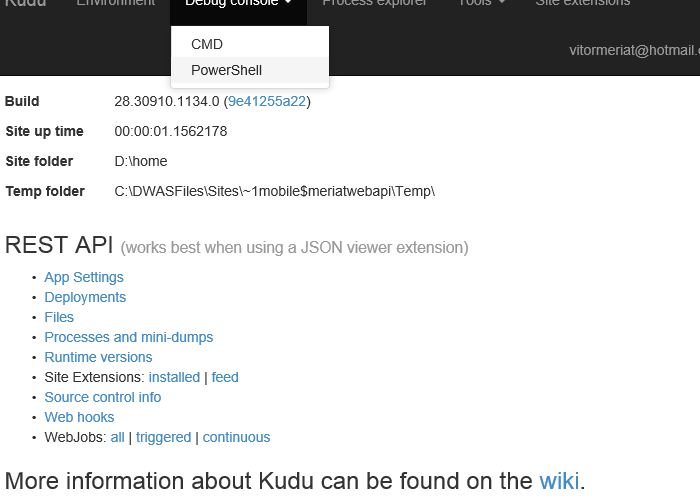 Kudu Environment Debug console Process explorer Tools Site extensions
CMD
vitormeriat@hotmail.
PowerShell
Build 28.30910.1134.0 (9e41255a22)
Site up time 00:00:01.1562178
Site folder D:\home
Temp folder C:\DWASFiles\Sites\~1mobile$meriatwebapi\Temp\
REST API (works best when using a JSON viewer extension)
• App Settings
• Deployments
• Files
• Processes and mini-dumps
• Runtime versions
• Site Extensions: installed | feed
• Source control info
• Web hooks
• WebJobs: all | triggered | continuous
More information about Kudu can be found on the wiki.